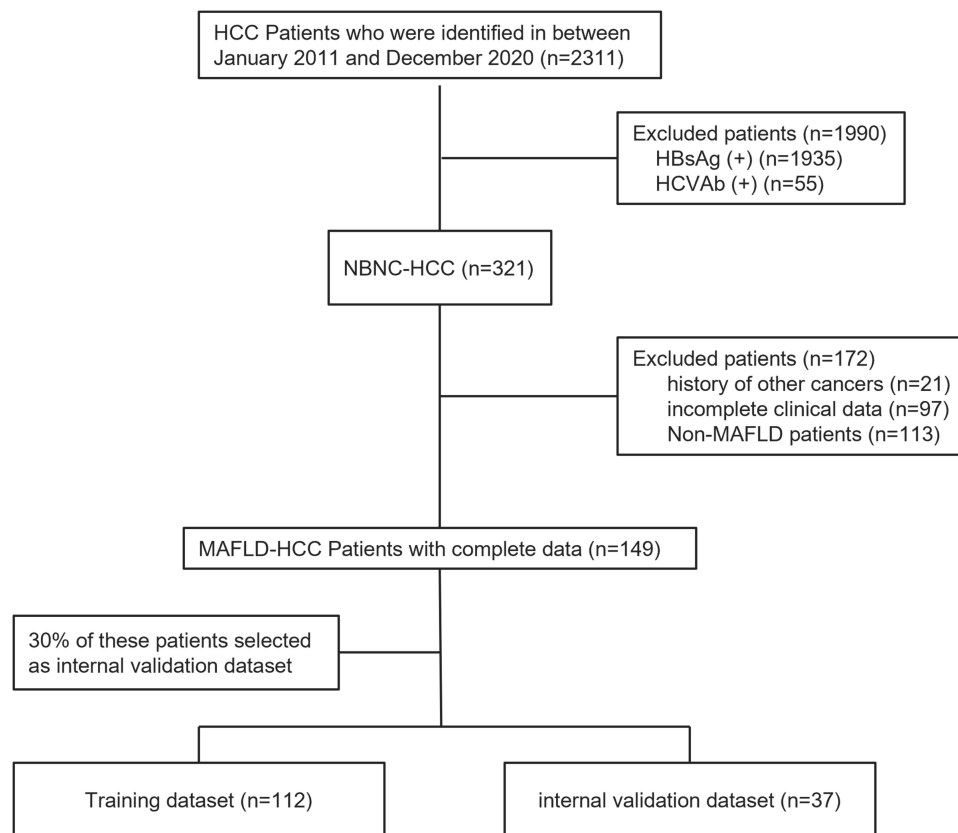 HCC Patients who were identified in between
January 2011 and December 2020 (n=2311)
Excluded patients (n=1990)
HBsAg (+) (n=1935)
HCVAb (+) (n=55)
NBNC-HCC (n=321)
Excluded patients (n=172)
history of other cancers (n=21)
incomplete clinical data (n=97)
Non-MAFLD patients (n=113)
MAFLD-HCC Patients with complete data (n=149)
30% of these patients selected
as internal validation dataset
Training dataset (n=112)
internal validation dataset (n=37)